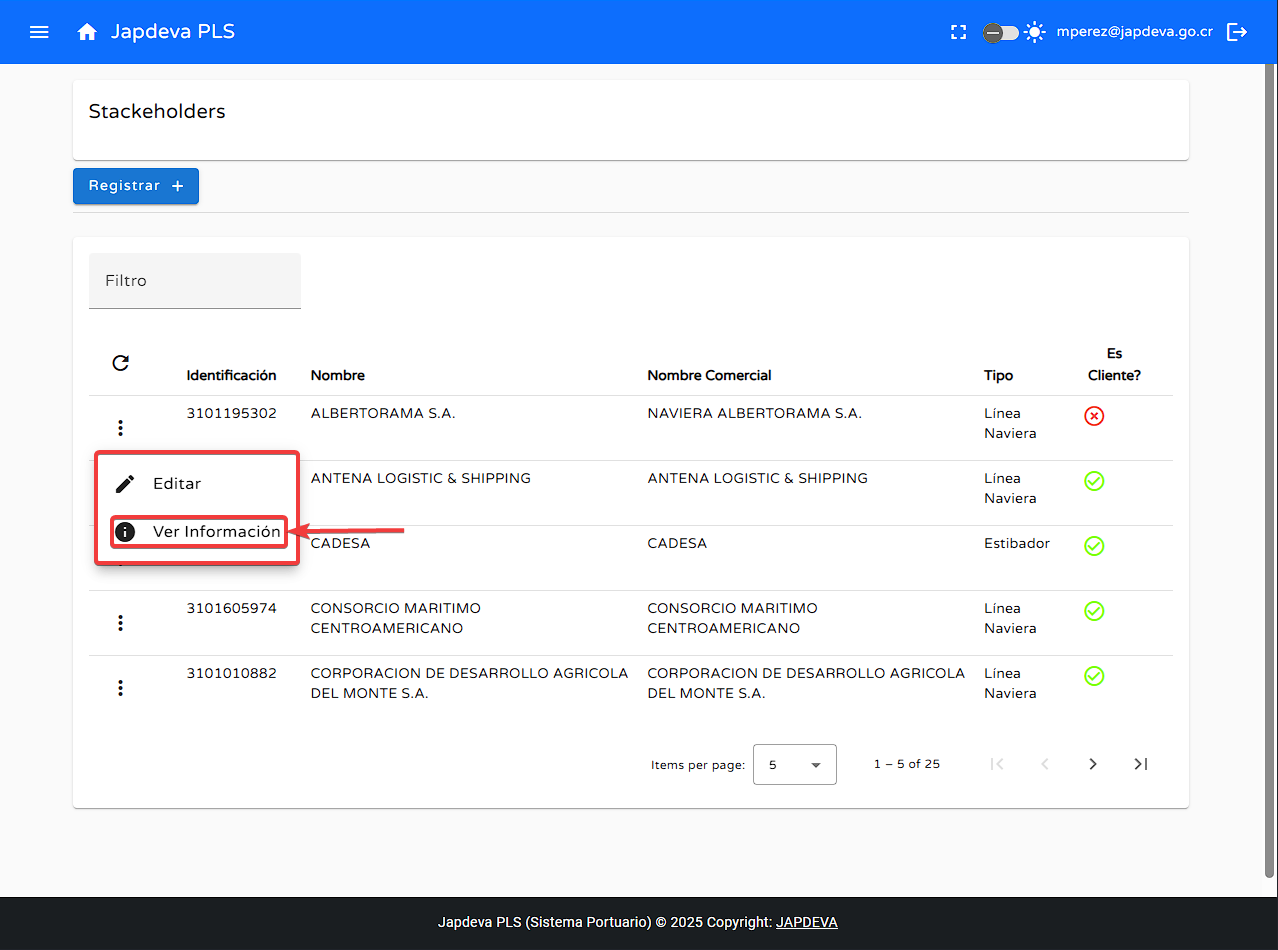 Japdeva PLS
mperez@japdeva.go.cr
Stackeholders
Registrar +
Filtro
Es
Identificación Nombre Nombre Comercial Tipo Cliente?
3101195302 ALBERTORAMA S.A. NAVIERA ALBERTORAMA S.A. Línea
Naviera
Editar
ANTENA LOGISTIC & SHIPPING ANTENA LOGISTIC & SHIPPING Línea
Naviera
Ver Información
CADESA CADESA Estibador
3101605974 CONSORCIO MARITIMO CONSORCIO MARITIMO Línea
CENTROAMERICANO CENTROAMERICANO Naviera
3101010882 CORPORACION DE DESARROLLO AGRICOLA CORPORACION DE DESARROLLO AGRICOLA Línea
DEL MONTE S.A. DEL MONTE S.A. Naviera
Items per page: 5 1 – 5 of 25
Japdeva PLS (Sistema Portuario) © 2025 Copyright: JAPDEVA